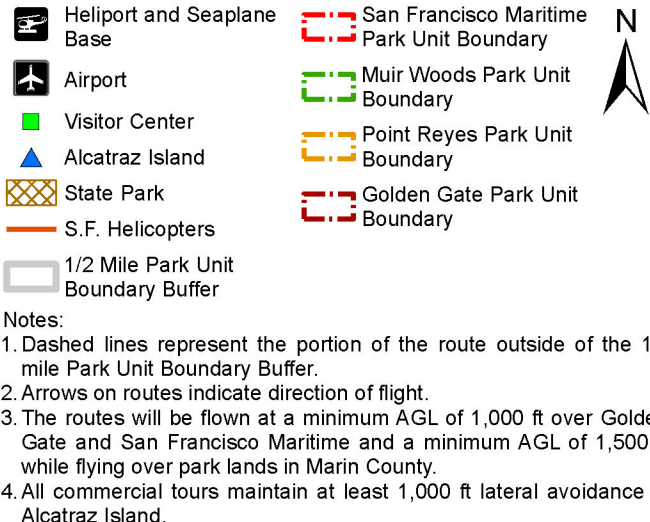 Heliport and Seaplane
Base
Airport
Visitor Center
Alcatraz Island
State Park
S.F. Helicopters
1/2 Mile Park Unit
Boundary Buffer
San Francisco Maritime
Park Unit Boundary
Muir Woods Park Unit
Boundary
Point Reyes Park Unit
Boundary
Golden Gate Park Unit
Boundary
N
Notes:
1. Dashed lines represent the portion of the route outside of the
mile Park Unit Boundary Buffer.
2. Arrows on routes indicate direction of flight.
3. The routes will be flown at a minimum AGL of 1,000 ft over
Gate and San Francisco Maritime and a minimum AGL of 1,500
while flying over park lands in Marin County.
4. All commercial tours maintain at least 1,000 ft lateral avoidance
Alcatraz Island.